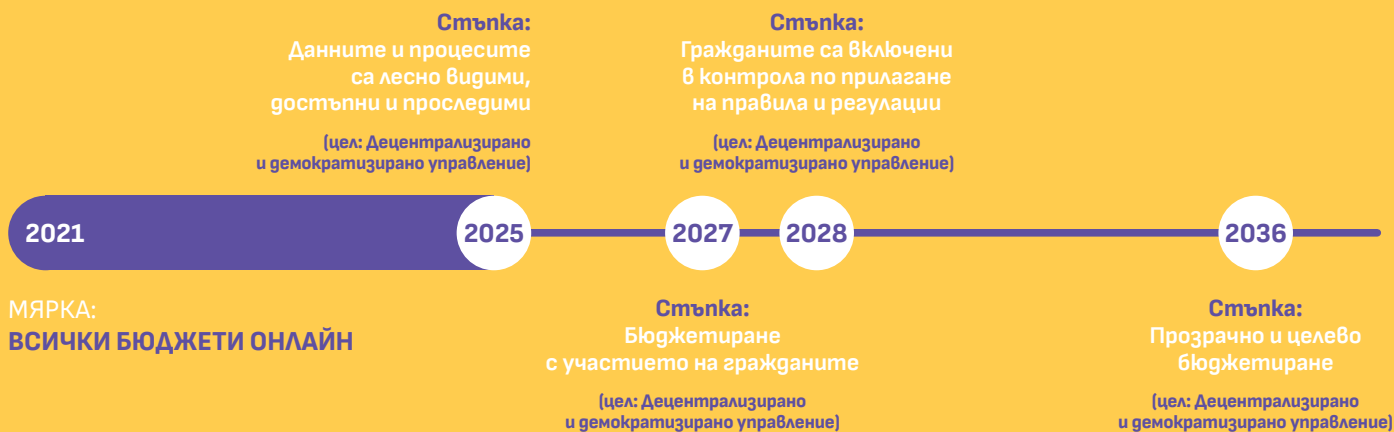 Стъпка:
Данните и процесите
са лесно видими,
достъпни и проследими
(цел: Децентрализирано
и демократизирано управление)
Стъпка:
Гражданите са включени
в контрола по прилагане
на правила и регулации
(цел: Децентрализирано
и демократизирано управление)
2021
2025
2027
2028
2036
МЯРКА:
ВСИЧКИ БЮДЖЕТИ ОНЛАЙН
Стъпка:
Бюджетиране
с участието на гражданите
(цел: Децентрализирано
и демократизирано управление)
Стъпка:
Прозрачно и целево
бюджетиране
(цел: Децентрализирано
и демократизирано управление)